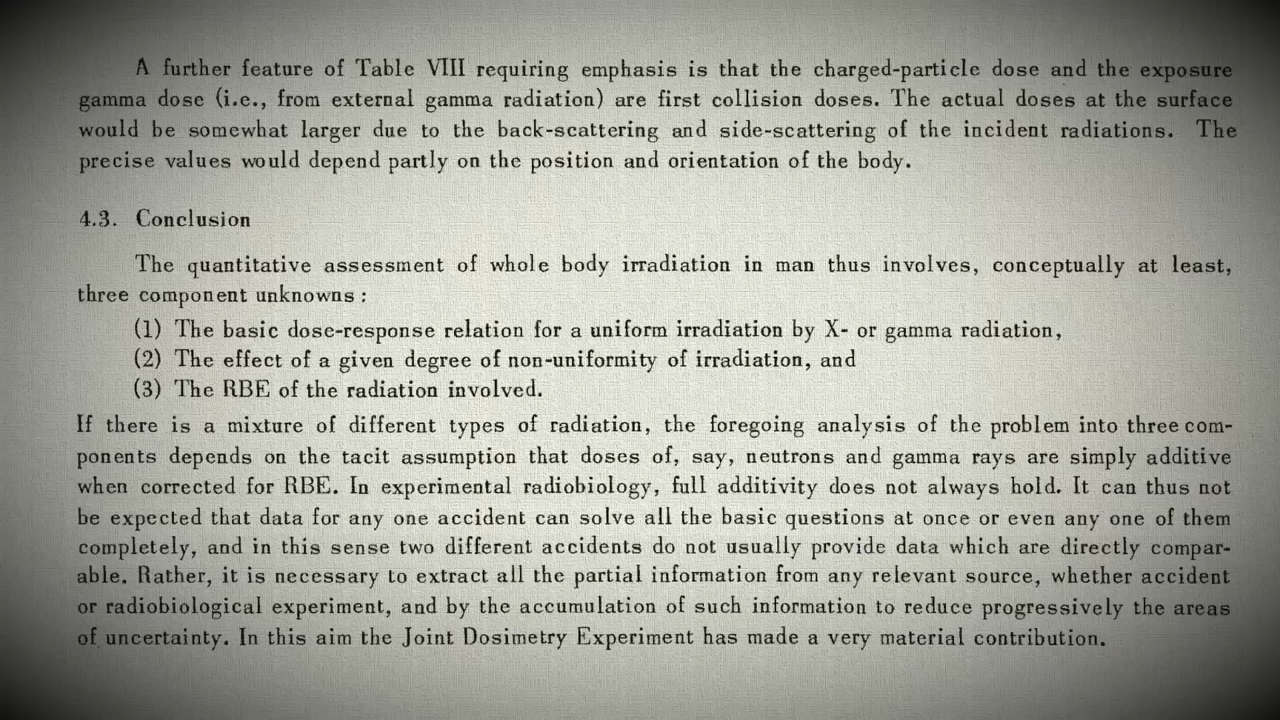 A further feature of Table VIII requiring emphasis is that the charged-particle dose and the exposure
gamma dose (i.e., from external gamma radiation) are first collision doses. The actual doses at the surface
would be somewhat larger due to the back-scattering and side-scattering of the incident radiations. The
precise values would depend partly on the position and orientation of the body.
4.3. Conclusion
The quantitative assessment of whole body irradiation in man thus involves, conceptually at least,
three component unknowns :
(1) The basic dose-response relation for a uniform irradiation by X- or gamma radiation,
(2) The effect of a given degree of non-uniformity of irradiation, and
(3) The RBE of the radiation involved.
If there is a mixture of different types of radiation, the foregoing analysis of the problem into three com-
ponents depends on the tacit assumption that doses of, say, neutrons and gamma rays are simply additive
when corrected for RBE. In experimental radiobiology, full additivity does not always hold. It can thus not
be expected that data for any one accident can solve all the basic questions at once or even any one of them
completely, and in this sense two different accidents do not usually provide data which are directly compar-
able. Rather, it is necessary to extract all the partial information from any relevant source, whether accident
or radiobiological experiment, and by the accumulation of such information to reduce progressively the areas
of uncertainty. In this aim the Joint Dosimetry Experiment has made a very material contribution.